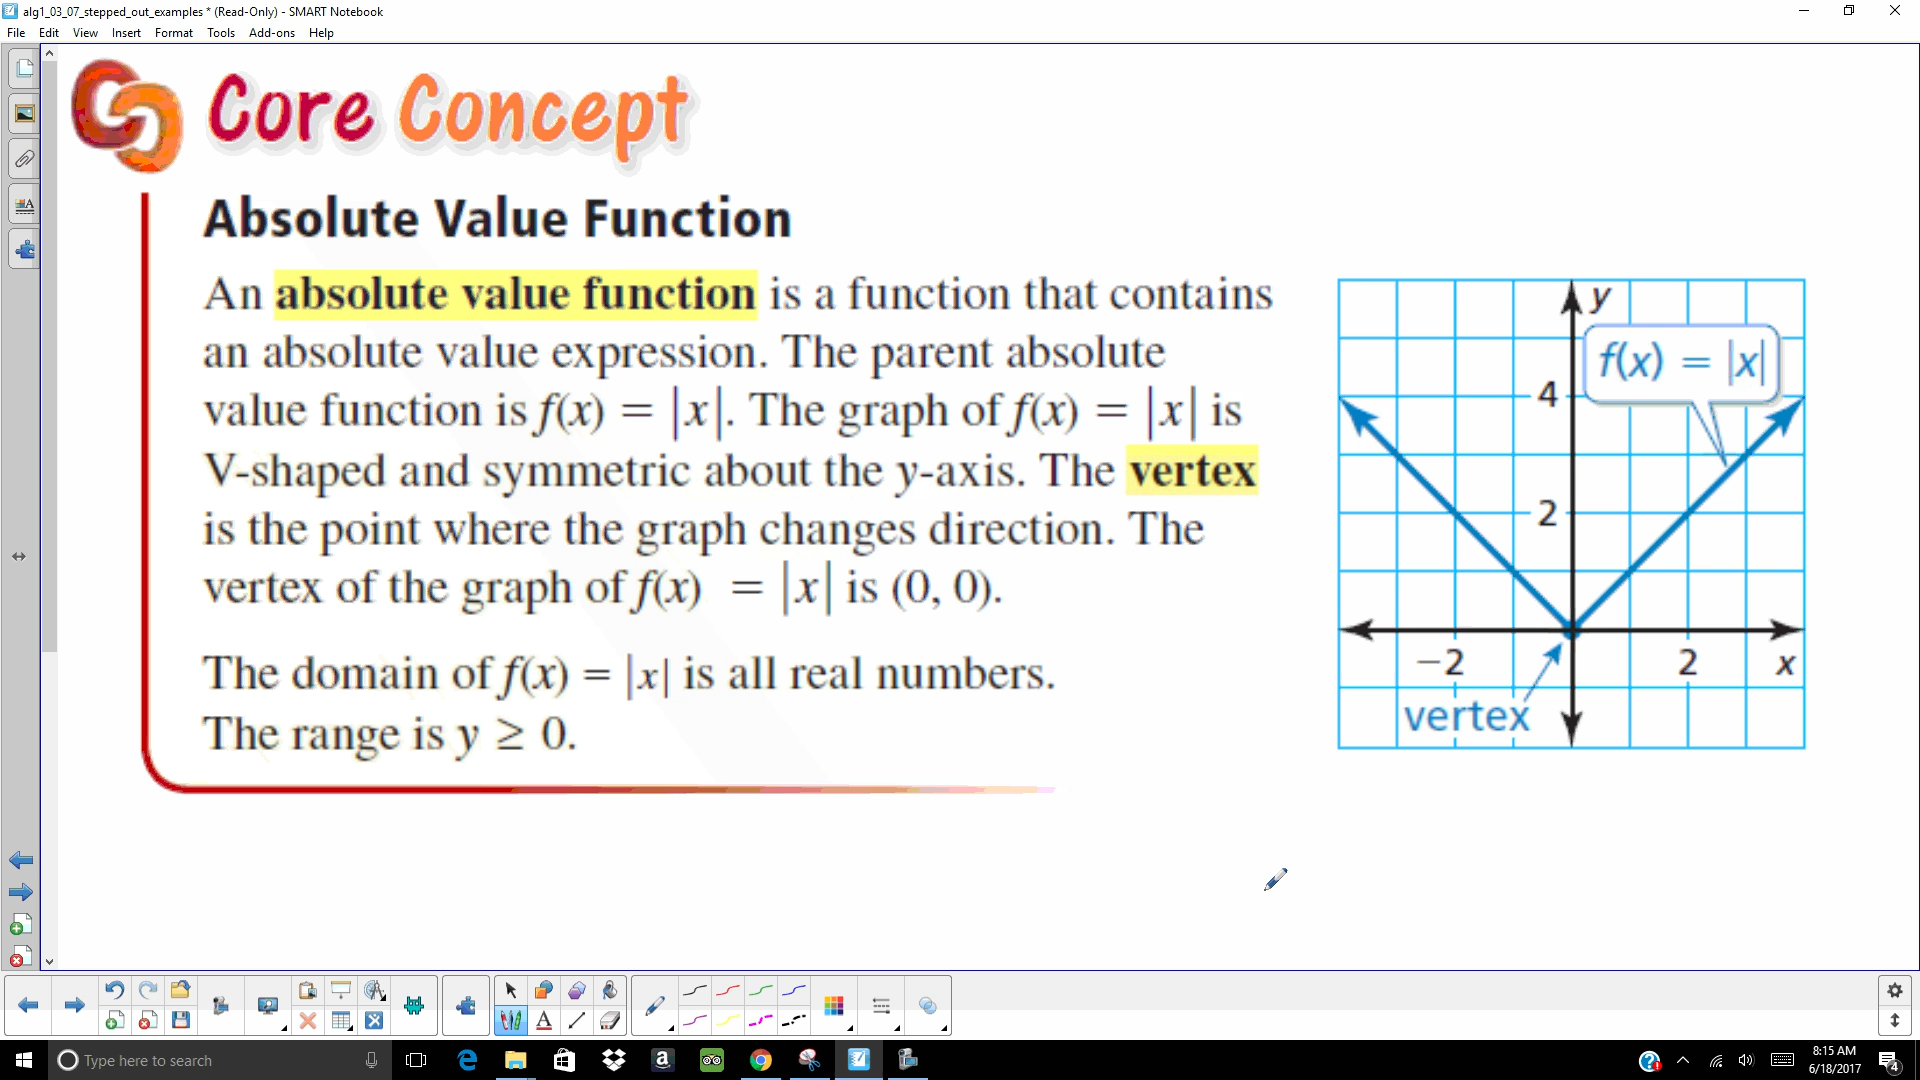 alg1_03_07_stepped_out_examples * (Read-Only) - SMART Notebook
File Edit View Insert Format Tools Add-ons Help
Core Concept
Absolute Value Function
An absolute value function is a function that contains
an absolute value expression. The parent absolute
value function is f(x) = |x|. The graph of f(x) = |x| is
V-shaped and symmetric about the y-axis. The vertex
is the point where the graph changes direction. The
vertex of the graph of f(x) = |x| is (0, 0).
The domain of f(x) = |x| is all real numbers.
The range is y ≥ 0.
y
f(x) = |x|
4
2
−2 2 x
vertex
Type here to search
8:15 AM
6/18/2017
4